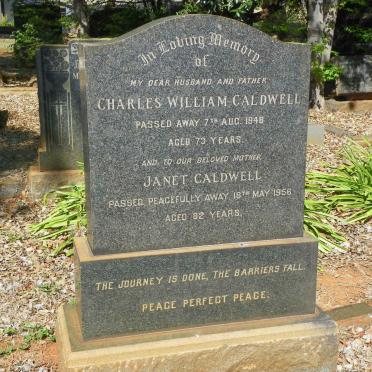 In Loving Memory
of
MY DEAR HUSBAND AND FATHER
CHARLES WILLIAM CALDWELL
PASSED AWAY 7TH AUG. 1948
AGED 73 YEARS.
AND TO OUR BELOVED MOTHER
JANET CALDWELL
PASSED PEACEFULLY AWAY 18TH MAY 1956
AGED 82 YEARS.
THE JOURNEY IS DONE, THE BARRIERS FALL.
PEACE PERFECT PEACE.